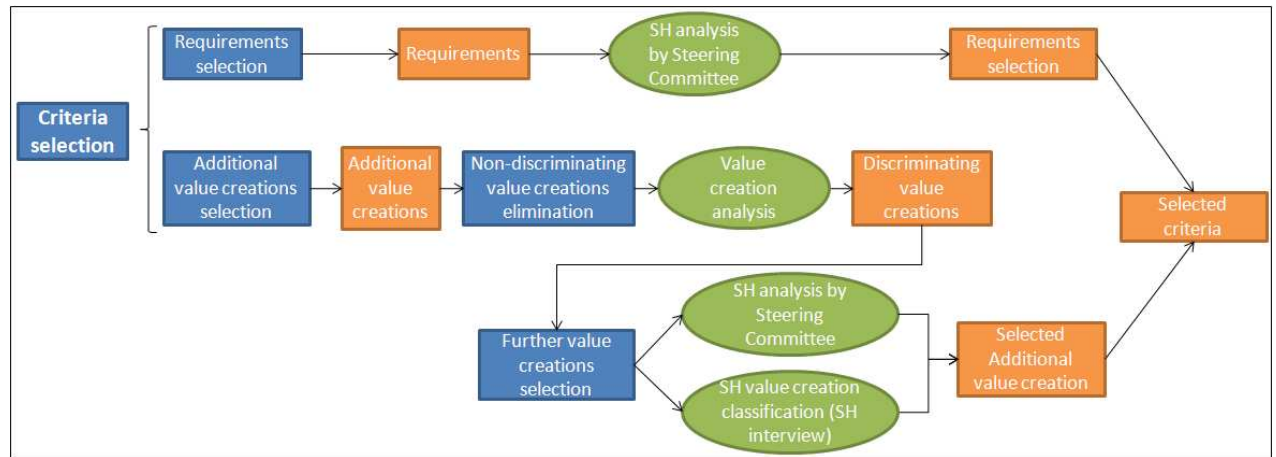 Criteria
selection
Requirements
selection
Requirements
SH analysis
by Steering
Committee
Requirements
selection
Additional
value creations
selection
Additional
value
creations
Non-discriminating
value creations
elimination
Value
creation
analysis
Discriminating
value
creations
Selected
criteria
Further value
creations
selection
SH analysis by
Steering
Committee
SH value creation
classification (SH
interview)
Selected
Additional
value creation